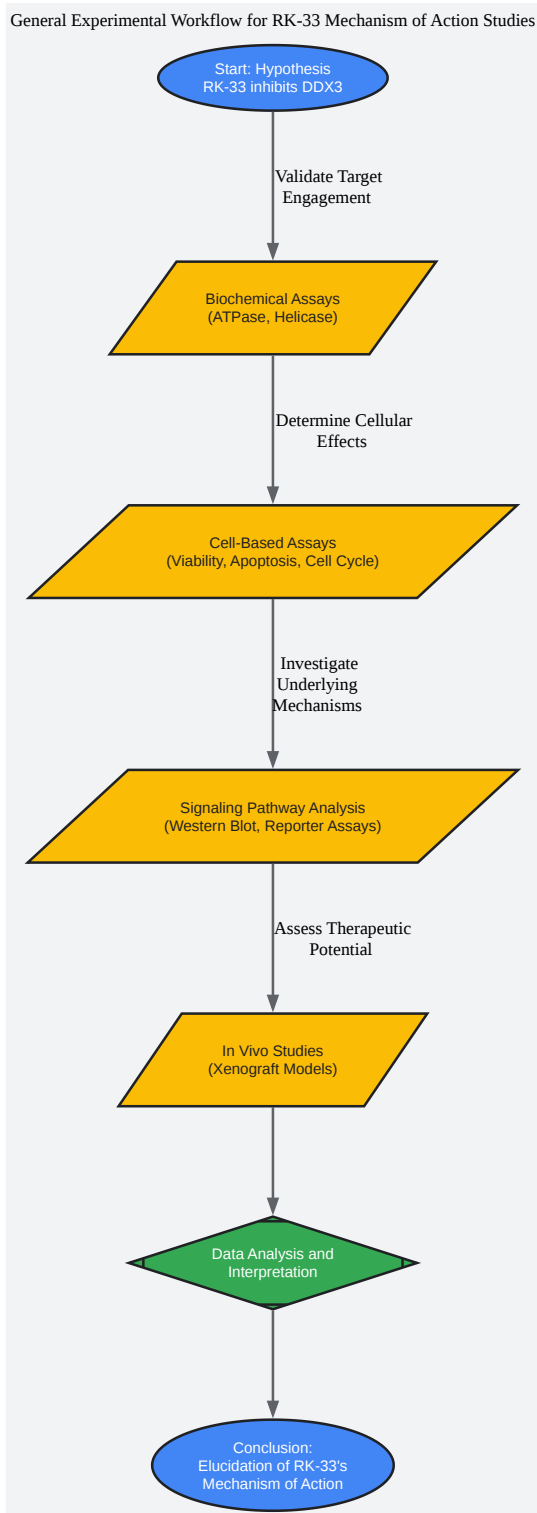 General Experimental Workflow for RK-33 Mechanism of Action Studies
Start: Hypothesis
RK-33 inhibits DDX3
Validate Target
Engagement
Biochemical Assays
(ATPase, Helicase)
Determine Cellular
Effects
Cell-Based Assays
(Viability, Apoptosis, Cell Cycle)
Investigate
Underlying
Mechanisms
Signaling Pathway Analysis
(Western Blot, Reporter Assays)
Assess Therapeutic
Potential
In Vivo Studies
(Xenograft Models)
Data Analysis and
Interpretation
Conclusion:
Elucidation of RK-33's
Mechanism of Action